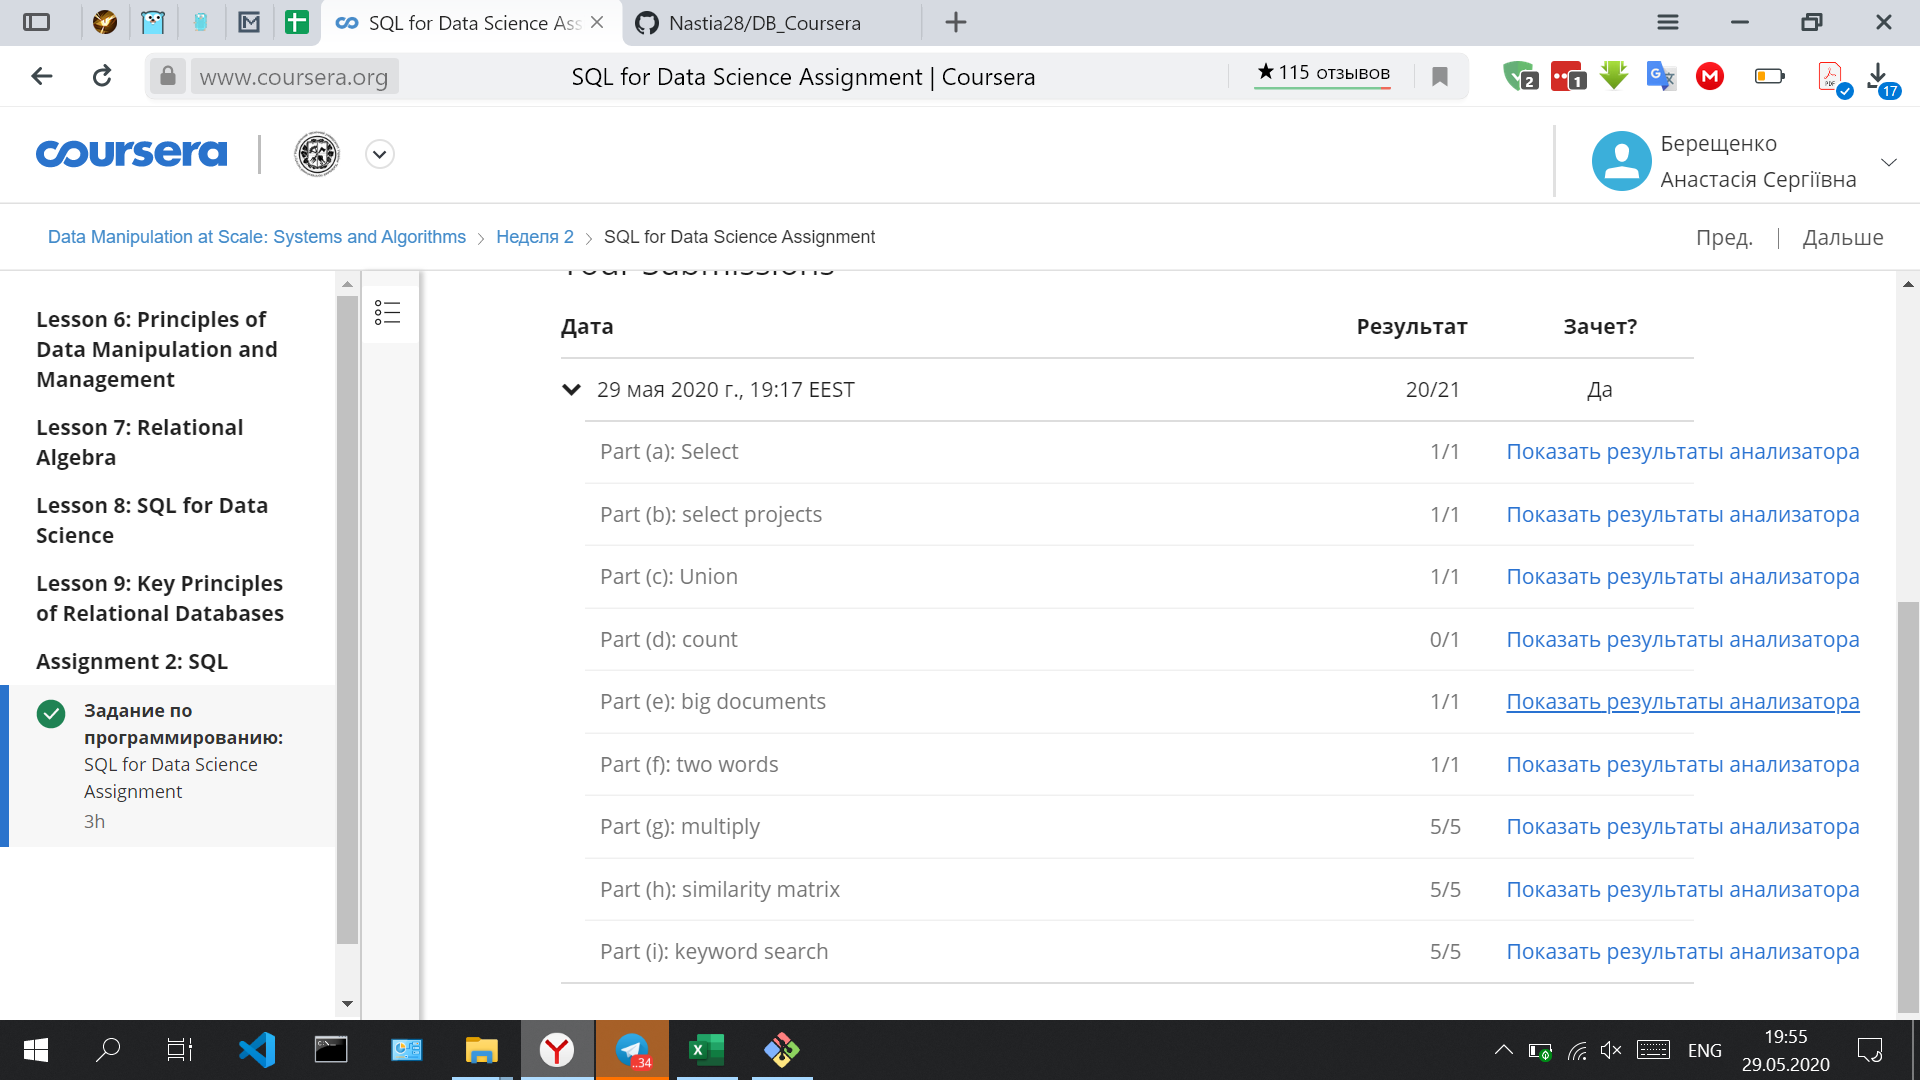 SQL for Data Science Ass
Nastia28/DB_Coursera
www.coursera.org
SQL for Data Science Assignment | Coursera
★115 отзывов
2
1
17
coursera
Берещенко
Анастасія Сергіївна
Data Manipulation at Scale: Systems and Algorithms
Неделя 2
SQL for Data Science Assignment
Пред.
Дальше
Your Submissions
Lesson 6: Principles of
Data Manipulation and
Management
Lesson 7: Relational
Algebra
Lesson 8: SQL for Data
Science
Lesson 9: Key Principles
of Relational Databases
Assignment 2: SQL
Задание по
программированию:
SQL for Data Science
Assignment
3h
Дата Результат Зачет?
29 мая 2020 г., 19:17 EEST 20/21 Да
Part (a): Select 1/1 Показать результаты анализатора
Part (b): select projects 1/1 Показать результаты анализатора
Part (c): Union 1/1 Показать результаты анализатора
Part (d): count 0/1 Показать результаты анализатора
Part (e): big documents 1/1 Показать результаты анализатора
Part (f): two words 1/1 Показать результаты анализатора
Part (g): multiply 5/5 Показать результаты анализатора
Part (h): similarity matrix 5/5 Показать результаты анализатора
Part (i): keyword search 5/5 Показать результаты анализатора
..34
ENG
19:55
29.05.2020